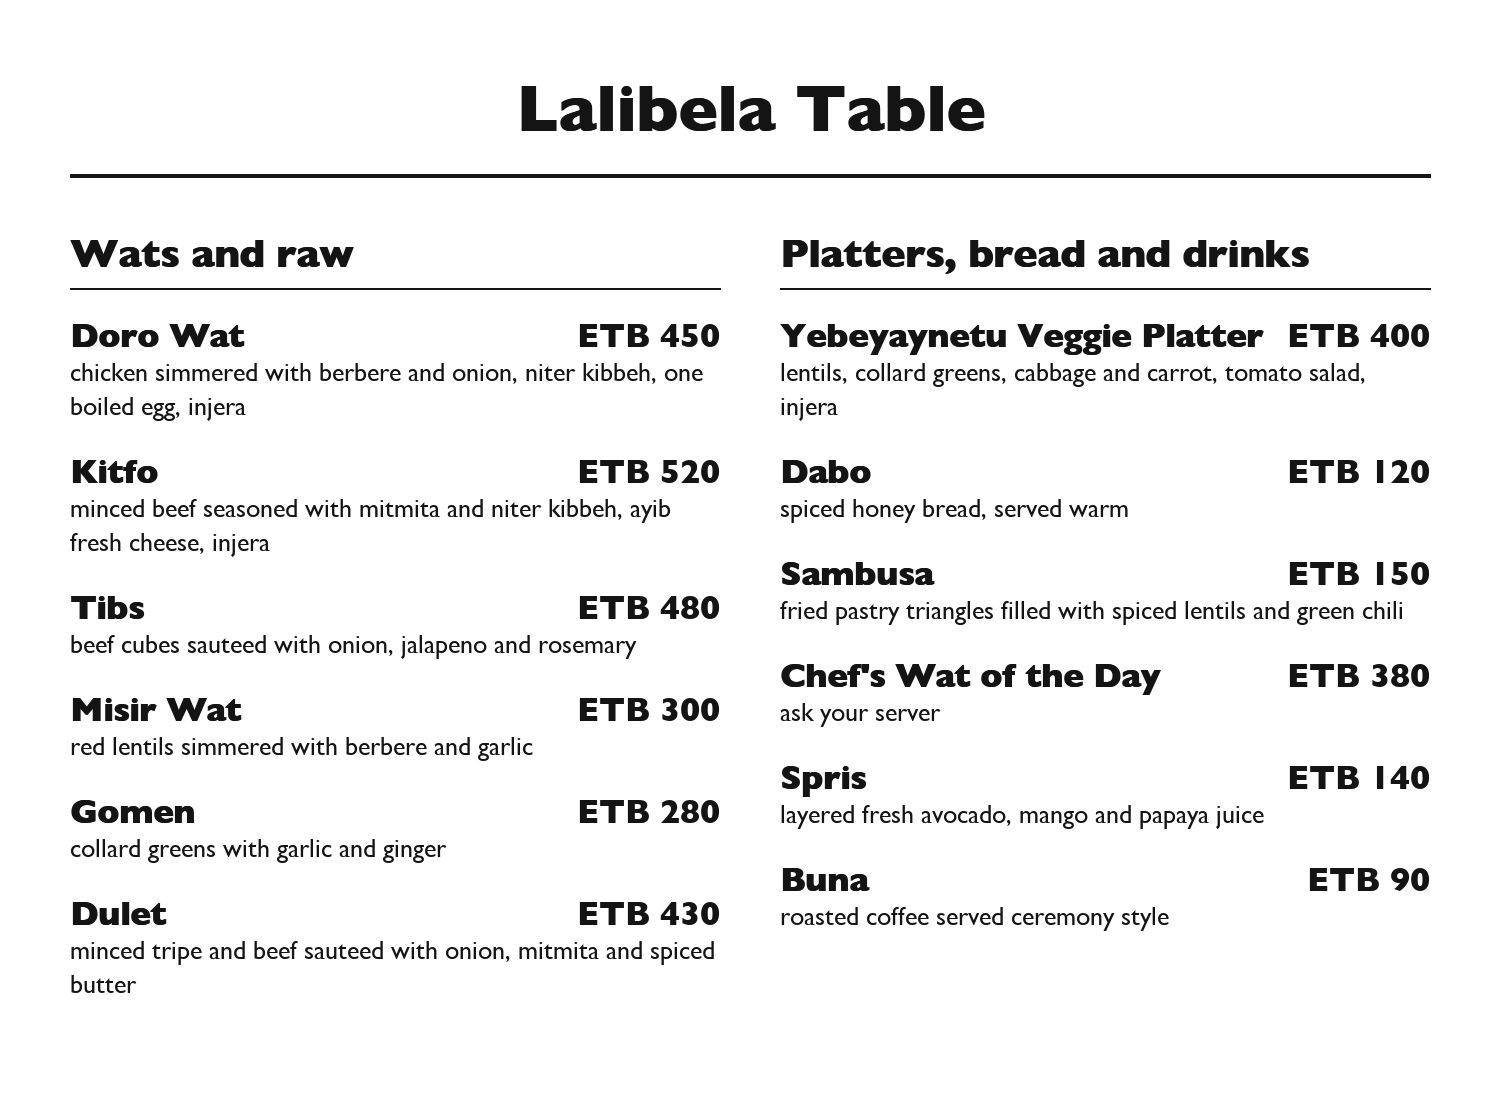 Lalibela Table
Wats and raw
Doro Wat ETB 450
chicken simmered with berbere and onion, niter kibbeh, one
boiled egg, injera
Kitfo ETB 520
minced beef seasoned with mitmita and niter kibbeh, ayib
fresh cheese, injera
Tibs ETB 480
beef cubes sauteed with onion, jalapeno and rosemary
Misir Wat ETB 300
red lentils simmered with berbere and garlic
Gomen ETB 280
collard greens with garlic and ginger
Dulet ETB 430
minced tripe and beef sauteed with onion, mitmita and spiced
butter
Platters, bread and drinks
Yebeyaynetu Veggie Platter ETB 400
lentils, collard greens, cabbage and carrot, tomato salad,
injera
Dabo ETB 120
spiced honey bread, served warm
Sambusa ETB 150
fried pastry triangles filled with spiced lentils and green chili
Chef's Wat of the Day ETB 380
ask your server
Spris ETB 140
layered fresh avocado, mango and papaya juice
Buna ETB 90
roasted coffee served ceremony style